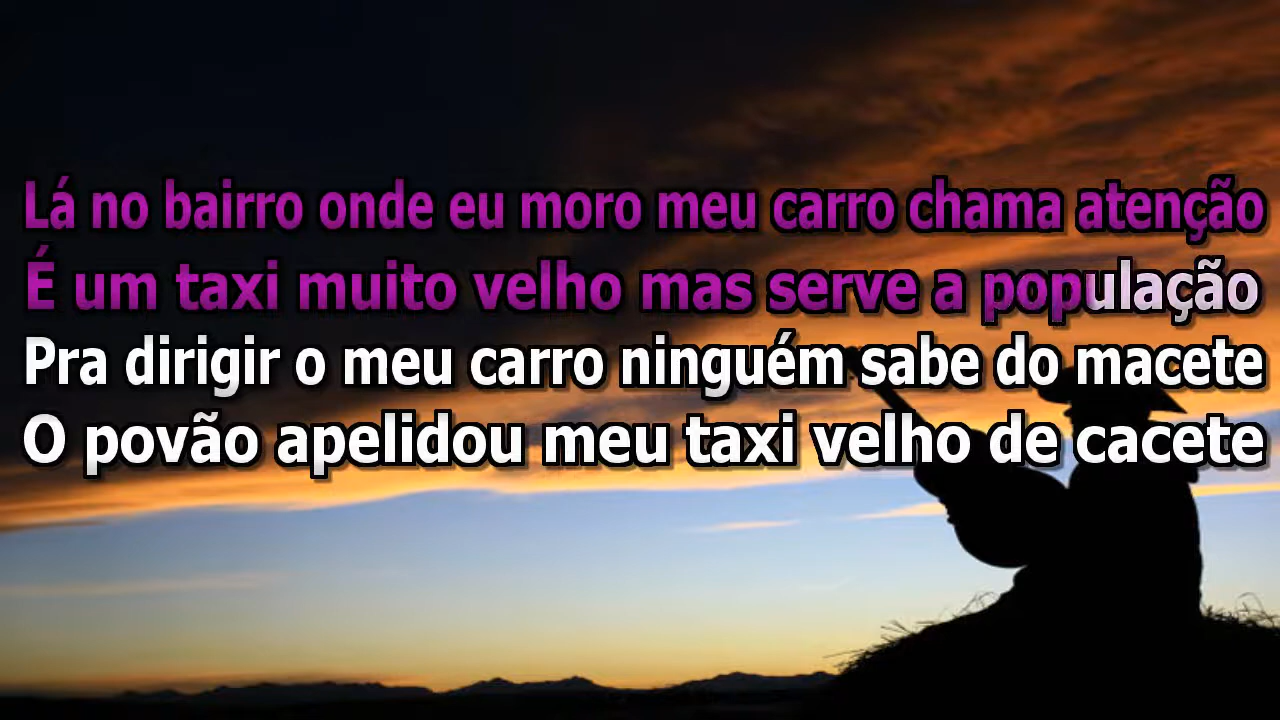 Lá no bairro onde eu moro meu carro chama atenção
É um taxi muito velho mas serve a população
Pra dirigir o meu carro ninguém sabe do macete
O povão apelidou meu taxi velho de cacete